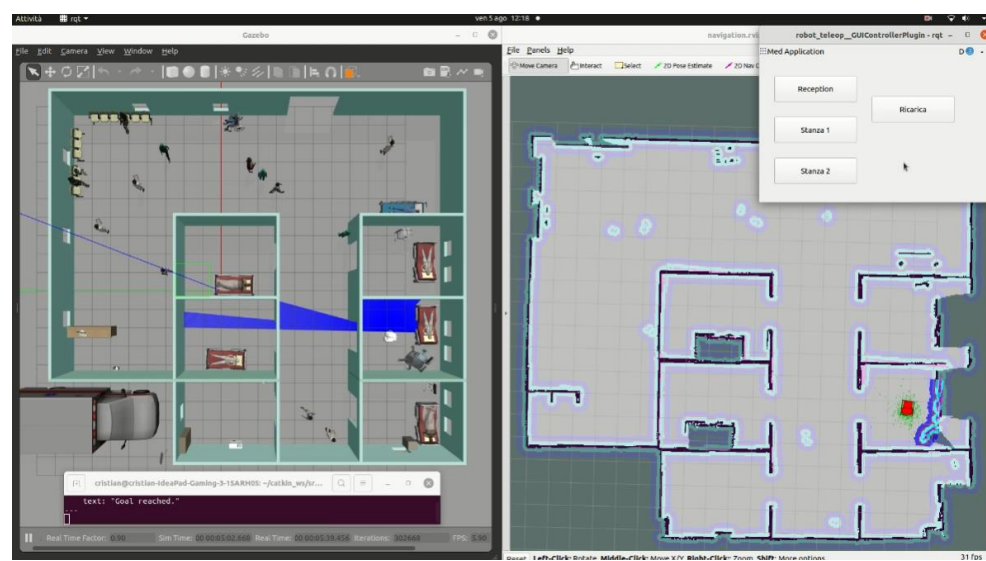 Attività
rqt
ven 5 ago 12:18
Gazebo
File Edit Camera View Window Help
navigation.rvi
File Panels Help
Move Camera Interact Select 2D Pose Estimate 2D Nav G
robot_teleop__GUIControllerPlugin - rqt
Med Application
D
Reception
Stanza 1
Stanza 2
Ricarica
cristian@cristian-IdeaPad-Gaming-3-15ARH05: ~/catkin_ws/sr...
text: "Goal reached."
---
Real Time Factor: 0.90 Sim Time: 00 00:05:02.668 Real Time: 00 00:05:39.456 Iterations: 302668 FPS: 5.90
Reset Left-Click: Rotate. Middle-Click: Move X/Y. Right-Click: Zoom. Shift: More options.
31 fps